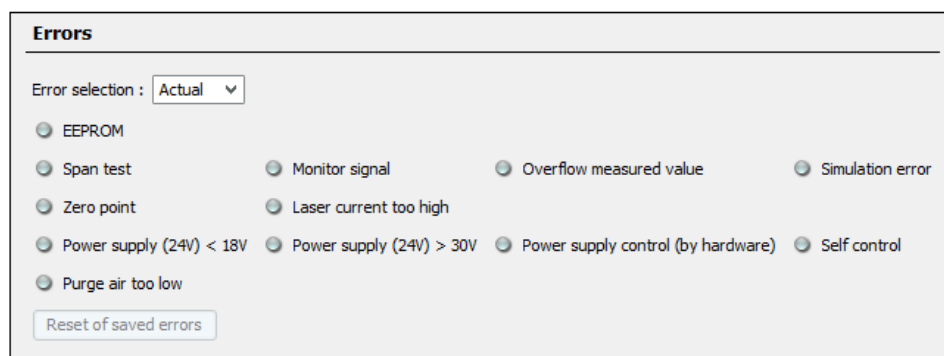 Errors
Error selection : Actual
EEPROM
Span test Monitor signal Overflow measured value Simulation error
Zero point Laser current too high
Power supply (24V) < 18V Power supply (24V) > 30V Power supply control (by hardware) Self control
Purge air too low
Reset of saved errors